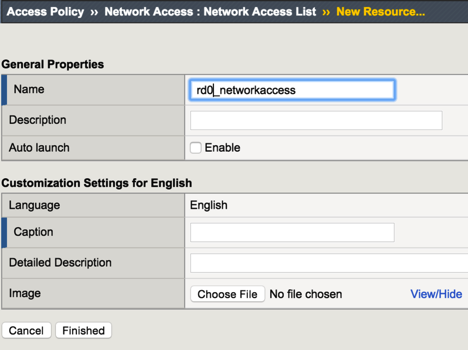 Access Policy ›› Network Access : Network Access List ›› New Resource...
General Properties
Name rd0_networkaccess
Description
Auto launch Enable
Customization Settings for English
Language English
Caption
Detailed Description
Image Choose File No file chosen View/Hide
Cancel Finished